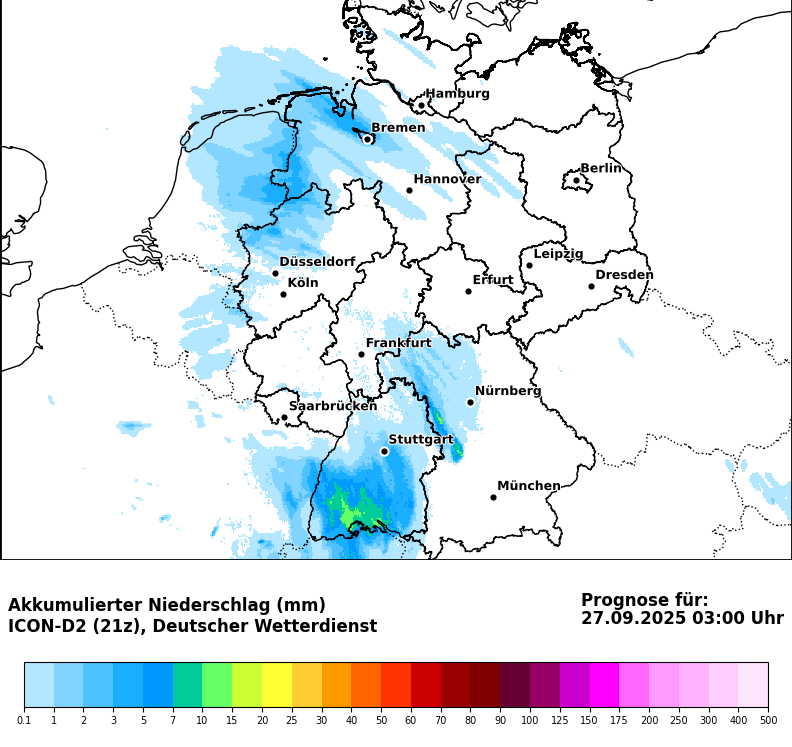 Hamburg
Bremen
Berlin
Hannover
Leipzig
Düsseldorf
Dresden
Erfurt
Köln
Frankfurt
Nürnberg
Saarbrücken
Stuttgart
München
Akkumulierter Niederschlag (mm)
ICON-D2 (21z), Deutscher Wetterdienst
Prognose für:
27.09.2025 03:00 Uhr
0.1 1 2 3 5 7 10 15 20 25 30 40 50 60 70 80 90 100 125 150 175 200 250 300 400 500